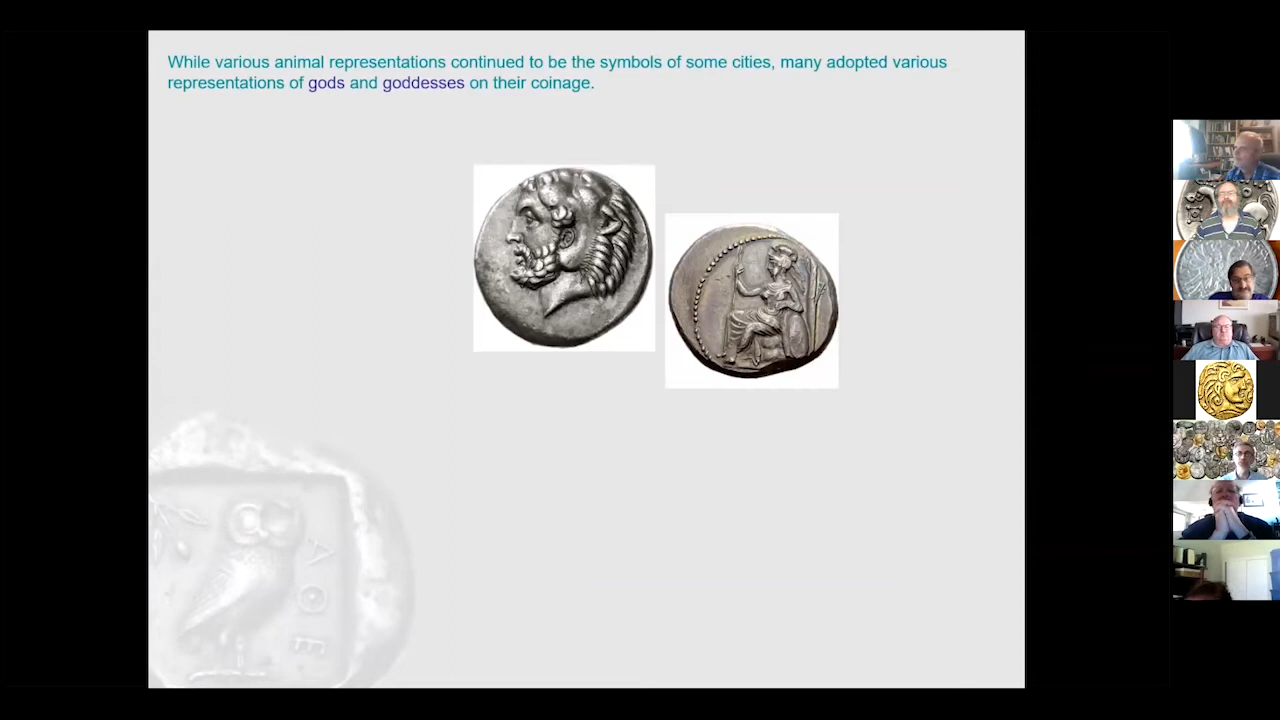 While various animal representations continued to be the symbols of some cities, many adopted various
representations of gods and goddesses on their coinage.
ΑΘΕ